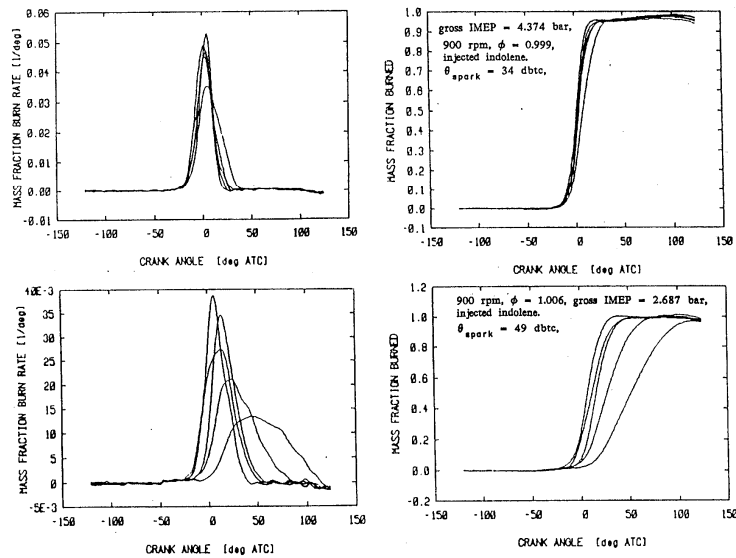 0.06
0.05
0.04
0.03
0.02
0.01
0.00
-0.01
MASS FRACTION BURN RATE [1/deg]
-150 -100 -50 0 50 100 150
CRANK ANGLE [deg ATC]
1.0
0.9
0.8
0.7
0.6
0.5
0.4
0.3
0.2
0.1
0.0
-0.1
MASS FRACTION BURNED
gross IMEP = 4.374 bar,
900 rpm, ϕ = 0.999,
injected indolene.
θspark = 34 dbtc,
-150 -100 -50 0 50 100 150
CRANK ANGLE [deg ATC]
40E-3
35
30
25
20
15
10
5
0
-5E-3
MASS FRACTION BURN RATE [1/deg]
-150 -100 -50 0 50 100 150
CRANK ANGLE [deg ATC]
1.2
1.0
0.8
0.6
0.4
0.2
0.0
-0.2
MASS FRACTION BURNED
900 rpm, ϕ = 1.006, gross IMEP = 2.687 bar,
injected indolene.
θspark = 49 dbtc,
-150 -100 -50 0 50 100 150
CRANK ANGLE [deg ATC]